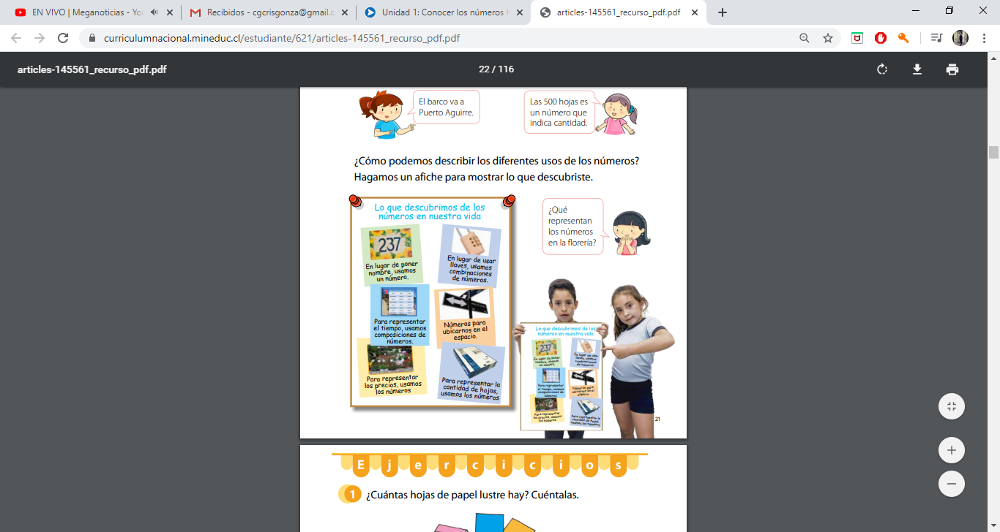 EN VIVO | Meganoticias - You
Recibidos - cgcrisgonza@gmail.c
Unidad 1: Conocer los números h
articles-145561_recurso_pdf.pdf
curriculumnacional.mineduc.cl/estudiante/621/articles-145561_recurso_pdf.pdf
articles-145561_recurso_pdf.pdf
22 / 116
El barco va a
Puerto Aguirre.
Las 500 hojas es
un número que
indica cantidad.
¿Cómo podemos describir los diferentes usos de los números?
Hagamos un afiche para mostrar lo que descubriste.
Lo que descubrimos de los
números en nuestra vida
237
En lugar de poner
nombre, usamos
un número.
En lugar de usar
llaves, usamos
combinaciones
de números.
Para representar
el tiempo, usamos
composiciones de
números.
Números para
ubicarnos en el
espacio.
Para representar
los precios, usamos
los números
Para representar la
cantidad de hojas,
usamos los números
¿Qué
representan
los números
en la florería?
Lo que descubrimos de los
números en nuestra vida
237
En lugar de poner
nombre, usamos
un número.
En lugar de usar
llaves, usamos
combinaciones
de números.
Para representar
el tiempo, usamos
composiciones de
números.
Números para
ubicarnos en el
espacio.
Para representar
los precios, usamos
los números
Para representar la
cantidad de hojas,
usamos los números
21
Ejercicios
1 ¿Cuántas hojas de papel lustre hay? Cuéntalas.